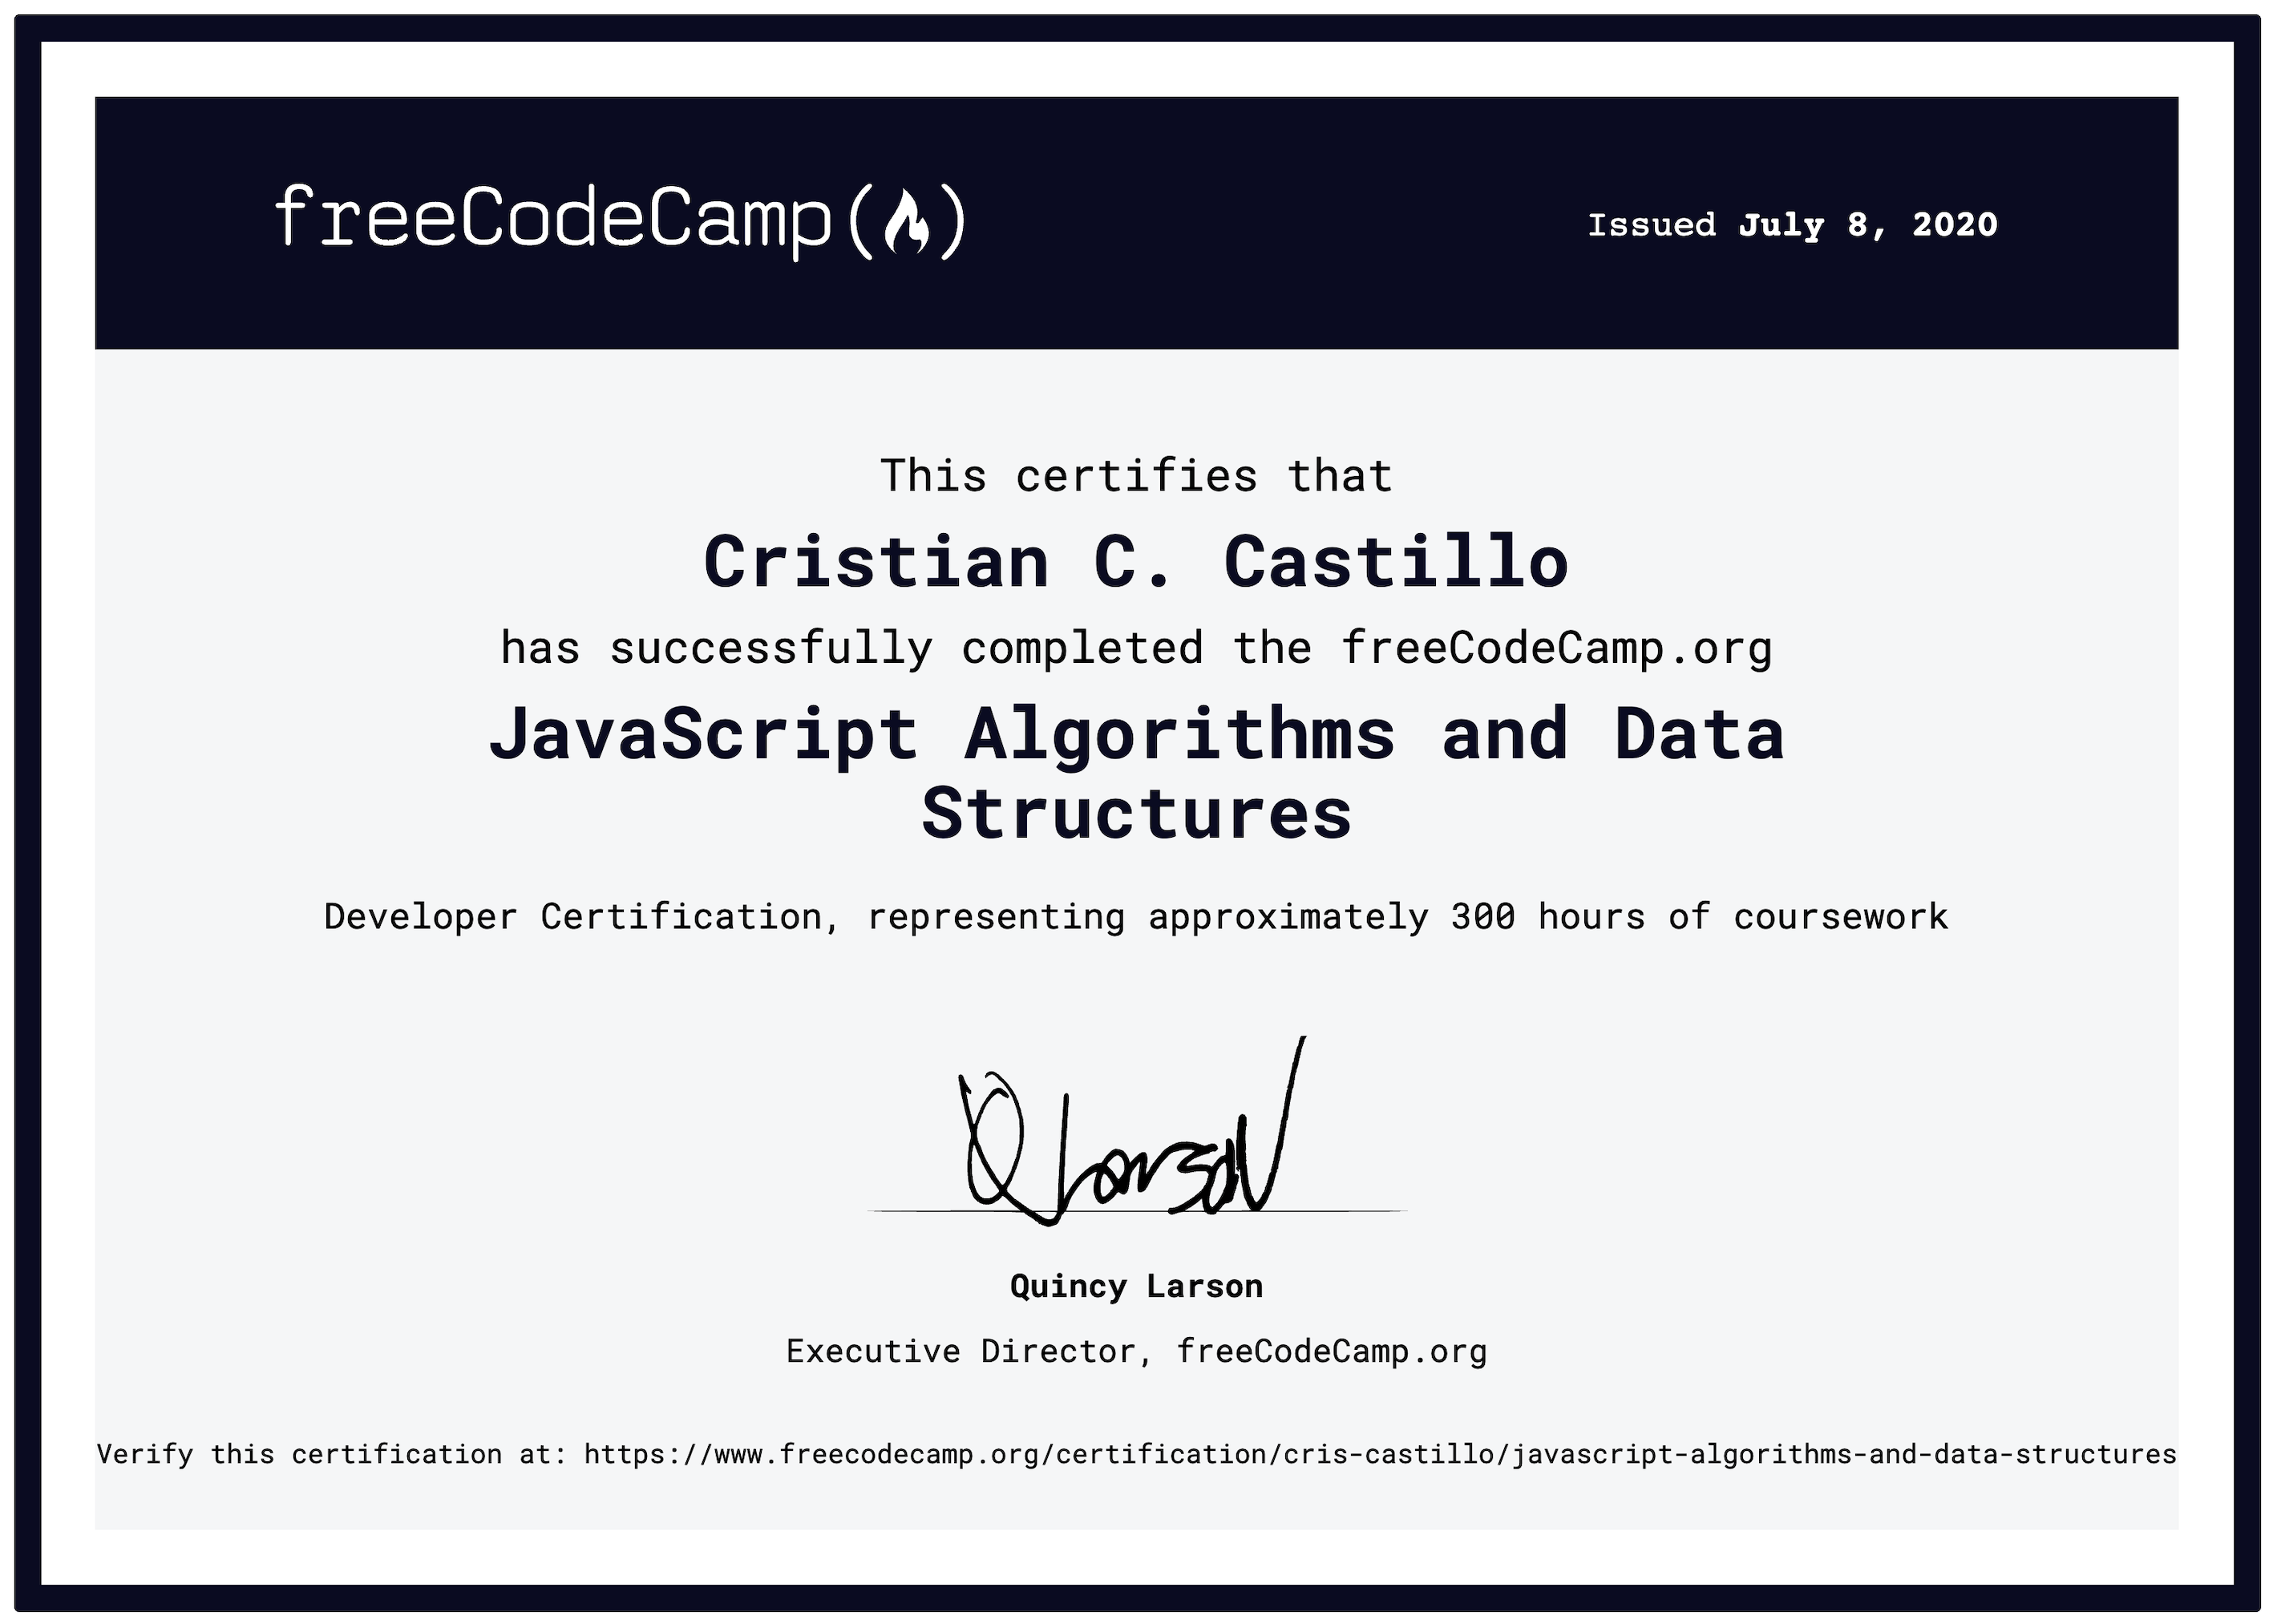 freeCodeCamp(🔥)
Issued July 8, 2020
This certifies that
Cristian C. Castillo
has successfully completed the freeCodeCamp.org
JavaScript Algorithms and Data
Structures
Developer Certification, representing approximately 300 hours of coursework
QLarson
Quincy Larson
Executive Director, freeCodeCamp.org
Verify this certification at: https://www.freecodecamp.org/certification/cris-castillo/javascript-algorithms-and-data-structures